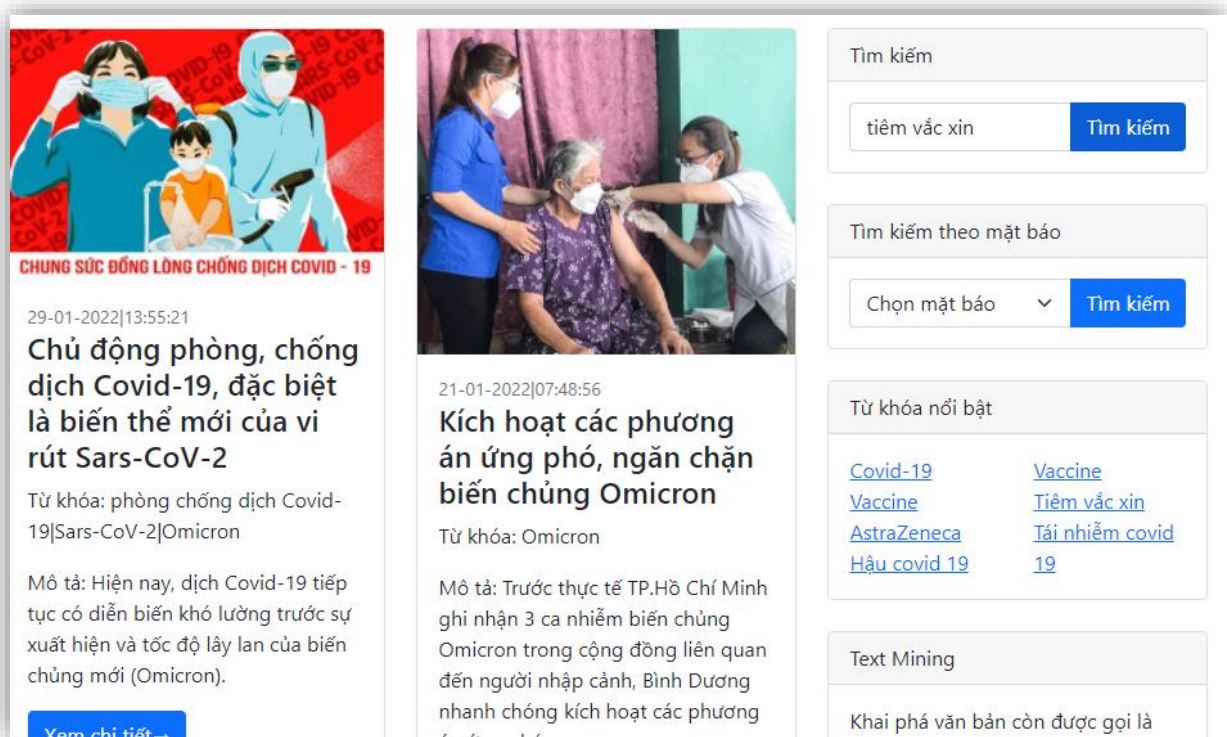 CHUNG SỨC ĐỒNG LÒNG CHỐNG DỊCH COVID - 19
29-01-2022|13:55:21
Chủ động phòng, chống
dịch Covid-19, đặc biệt
là biến thể mới của vi
rút Sars-CoV-2
Từ khóa: phòng chống dịch Covid-
19|Sars-CoV-2|Omicron
Mô tả: Hiện nay, dịch Covid-19 tiếp
tục có diễn biến khó lường trước sự
xuất hiện và tốc độ lây lan của biến
chủng mới (Omicron).
Xem chi tiết→
21-01-2022|07:48:56
Kích hoạt các phương
án ứng phó, ngăn chặn
biến chủng Omicron
Từ khóa: Omicron
Mô tả: Trước thực tế TP.Hồ Chí Minh
ghi nhận 3 ca nhiễm biến chủng
Omicron trong cộng đồng liên quan
đến người nhập cảnh, Bình Dương
nhanh chóng kích hoạt các phương
Tìm kiếm
tiêm vắc xin
Tìm kiếm
Tìm kiếm theo mặt báo
Chọn mặt báo
Tìm kiếm
Từ khóa nổi bật
Covid-19
Vaccine
AstraZeneca
Hậu covid 19
Vaccine
Tiêm vắc xin
Tái nhiễm covid
19
Text Mining
Khai phá văn bản còn được gọi là